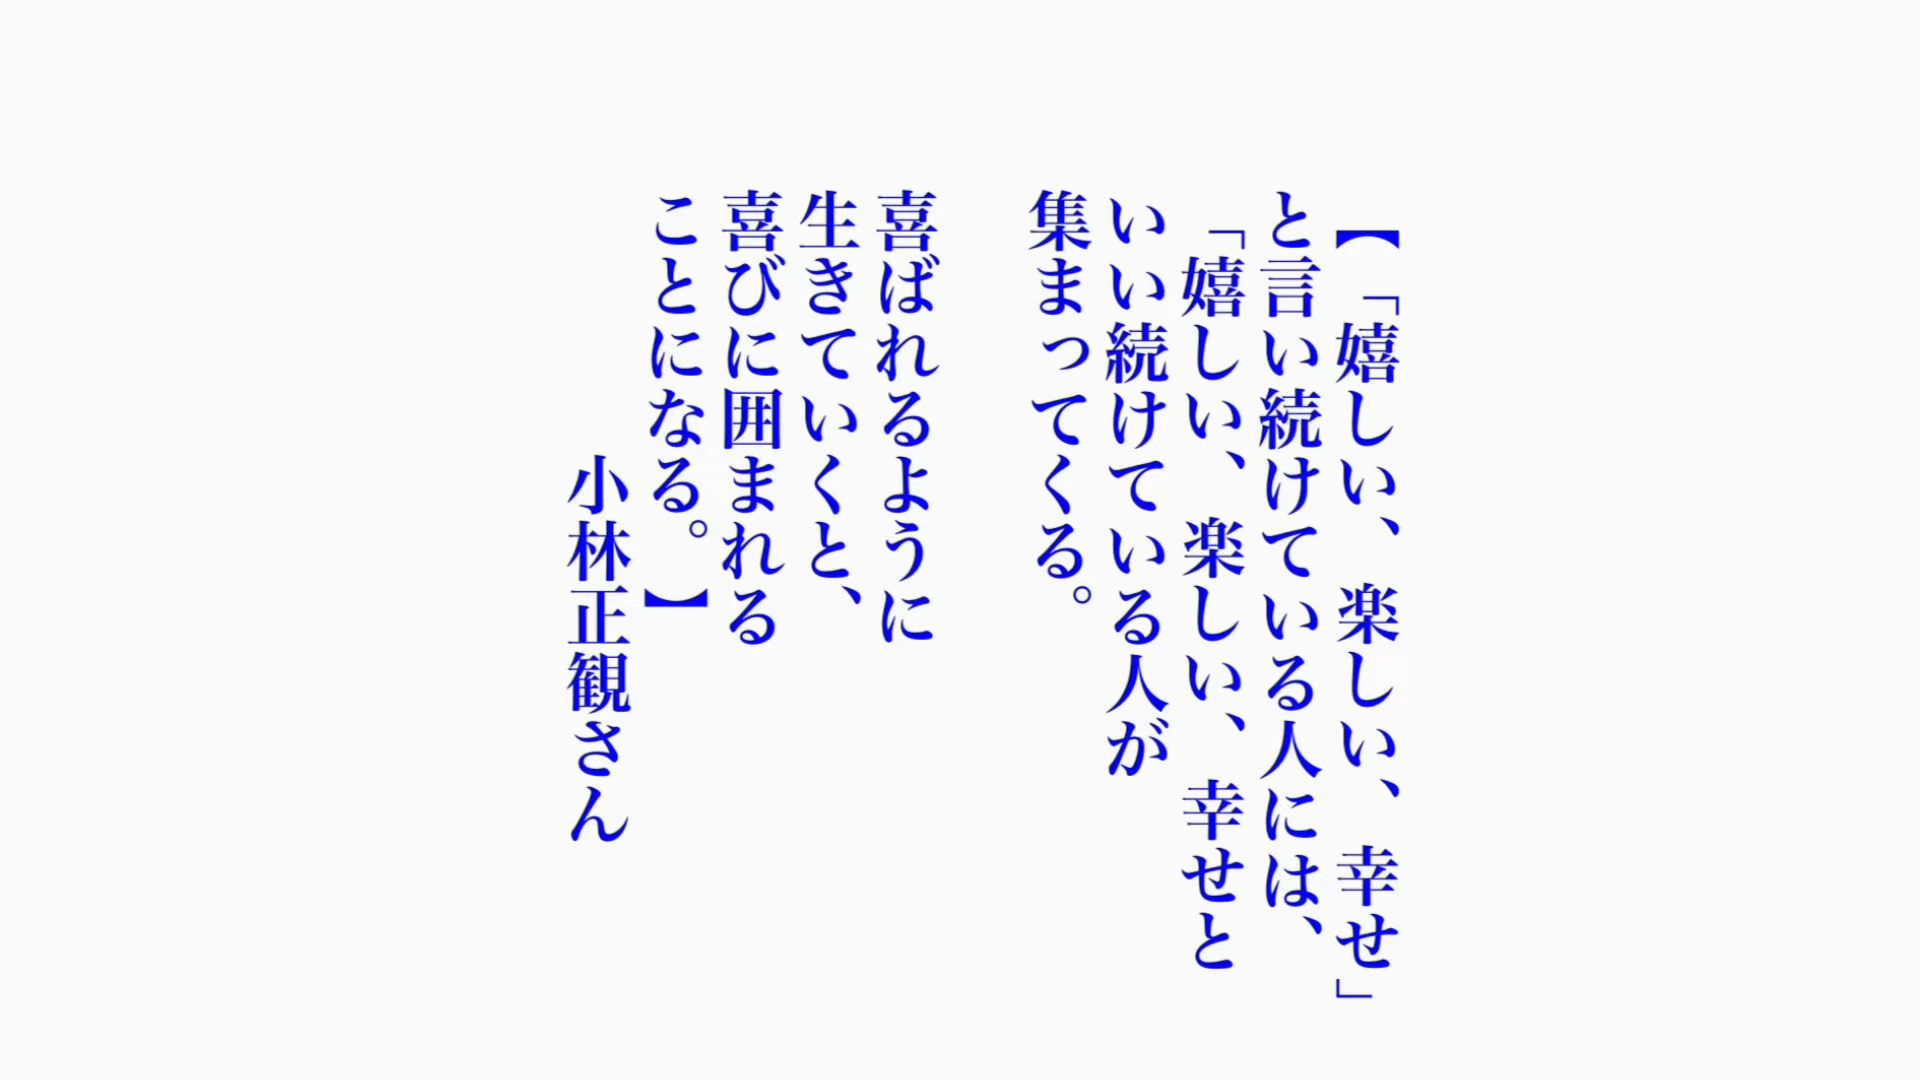 【「嬉しい、楽しい、幸せ」
と言い続けている人には、
「嬉しい、楽しい、幸せと
いい続けている人が
集まってくる。
喜ばれるように
生きていくと、
喜びに囲まれる
ことになる。】
小林正観さん